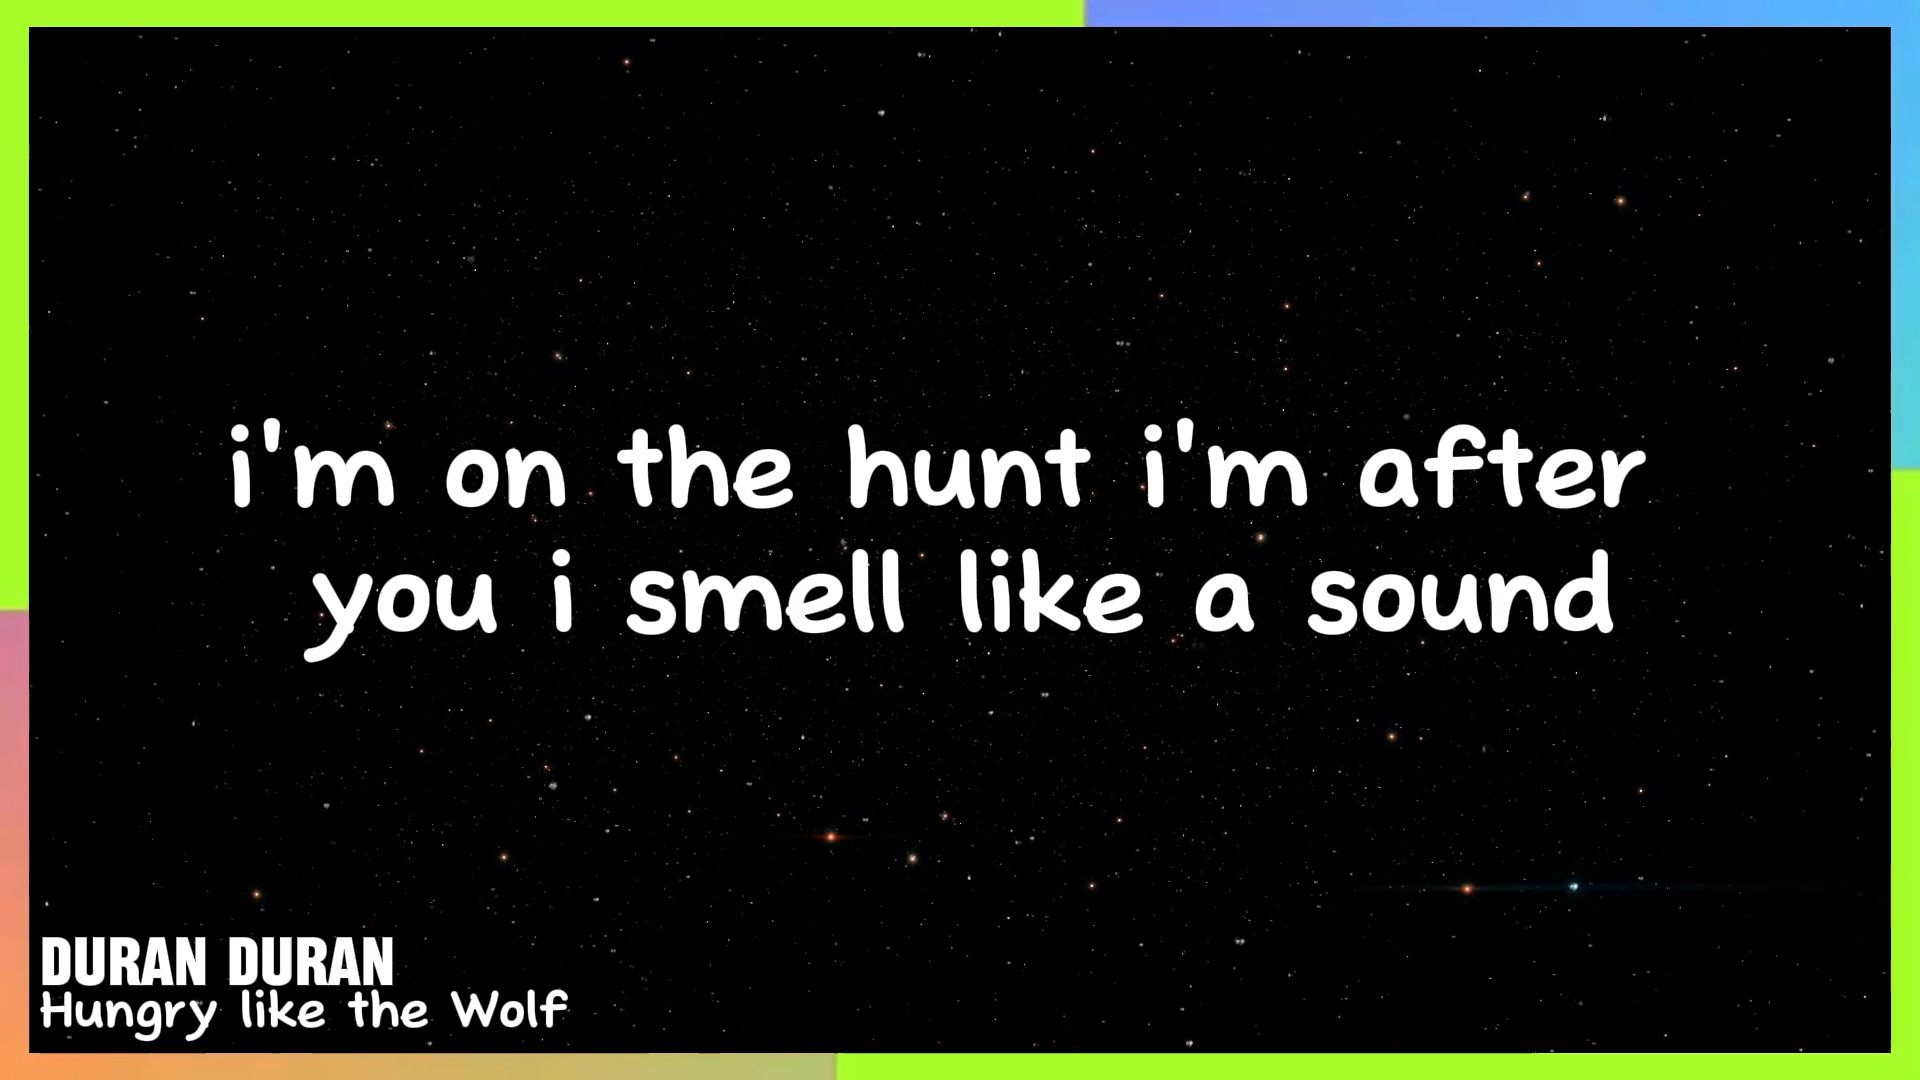 i'm on the hunt i'm after
you i smell like a sound
DURAN DURAN
Hungry like the Wolf